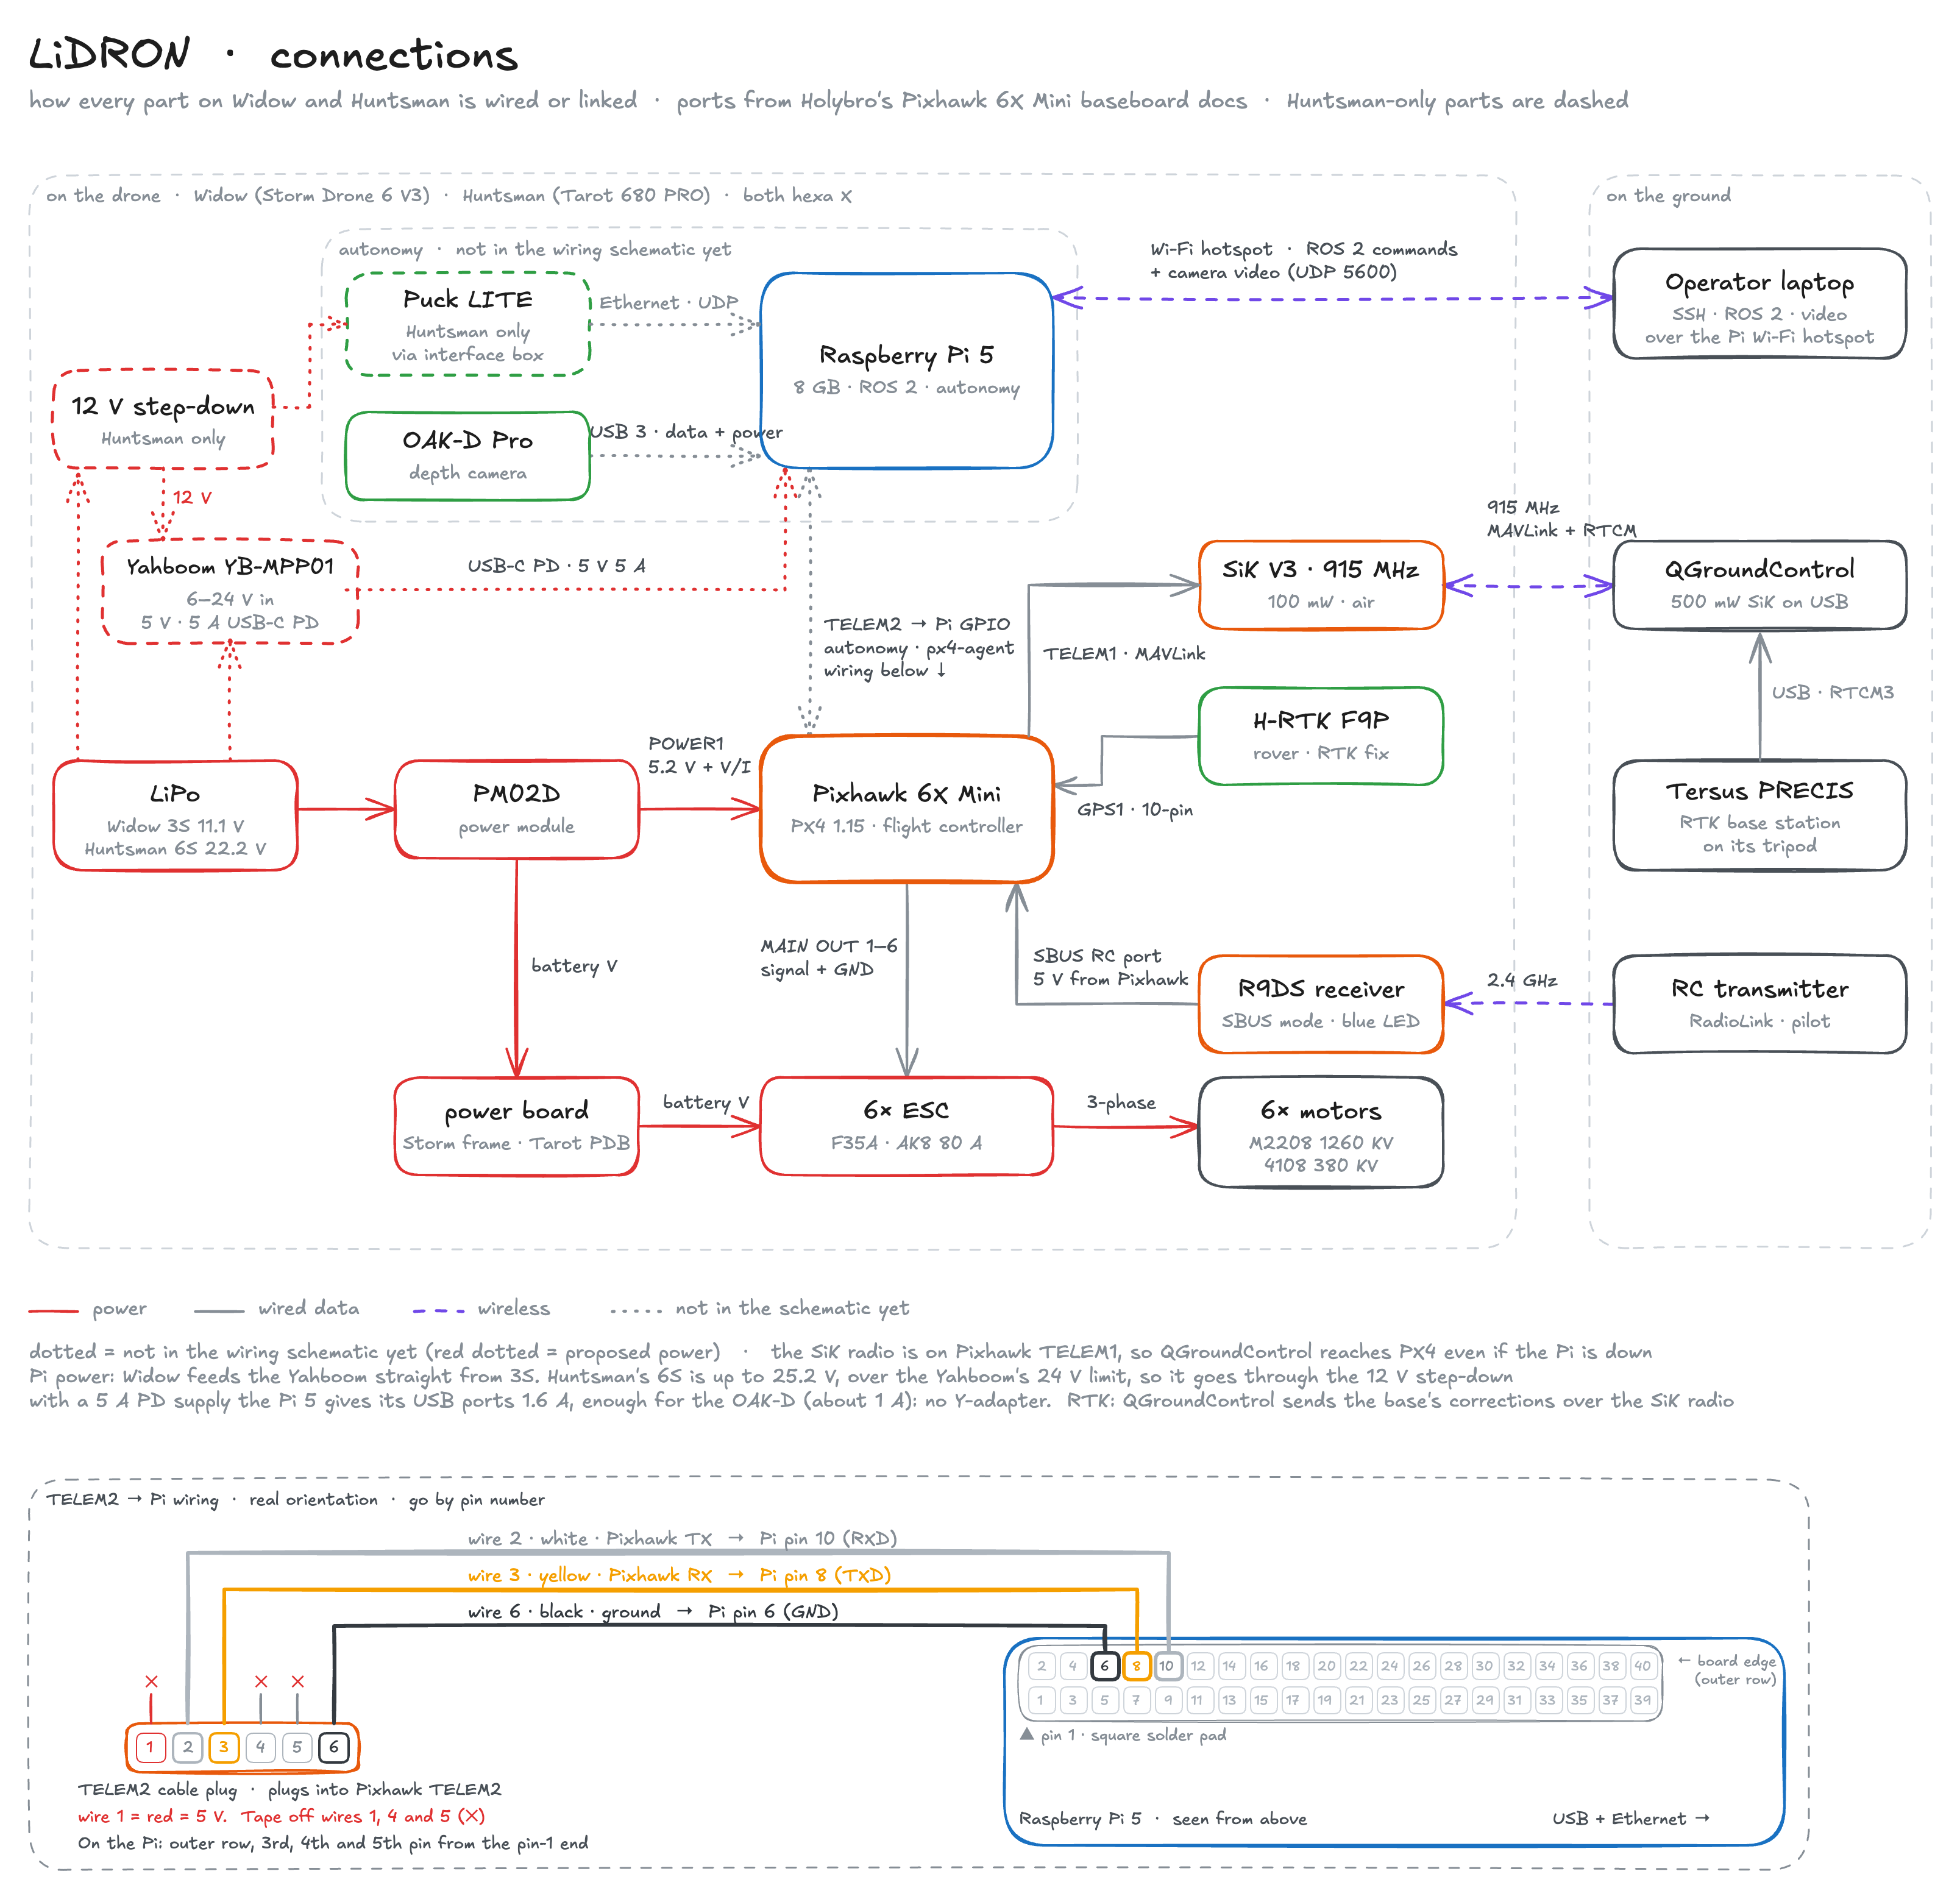 LiDRON · connections
how every part on Widow and Huntsman is wired or linked · ports from Holybro's Pixhawk 6X Mini baseboard docs · Huntsman-only parts are dashed
on the drone · Widow (Storm Drone 6 V3) · Huntsman (Tarot 680 PRO) · both hexa X
on the ground
autonomy · not in the wiring schematic yet
Wi-Fi hotspot · ROS 2 commands
+ camera video (UDP 5600)
Puck LITE
Huntsman only
via interface box
Ethernet · UDP
Raspberry Pi 5
8 GB · ROS 2 · autonomy
Operator laptop
SSH · ROS 2 · video
over the Pi Wi-Fi hotspot
12 V step-down
Huntsman only
OAK-D Pro
depth camera
USB 3 · data + power
12 V
Yahboom YB-MPP01
6–24 V in
5 V · 5 A USB-C PD
USB-C PD · 5 V 5 A
915 MHz
MAVLink + RTCM
SiK V3 · 915 MHz
100 mW · air
QGroundControl
500 mW SiK on USB
TELEM2 → Pi GPIO
autonomy · px4-agent
wiring below ↓
TELEM1 · MAVLink
USB · RTCM3
H-RTK F9P
rover · RTK fix
GPS1 · 10-pin
LiPo
Widow 3S 11.1 V
Huntsman 6S 22.2 V
PM02D
power module
POWER1
5.2 V + V/I
Pixhawk 6X Mini
PX4 1.15 · flight controller
Tersus PRECIS
RTK base station
on its tripod
battery V
MAIN OUT 1–6
signal + GND
SBUS RC port
5 V from Pixhawk
R9DS receiver
SBUS mode · blue LED
2.4 GHz
RC transmitter
RadioLink · pilot
power board
Storm frame · Tarot PDB
battery V
6× ESC
F35A · AK8 80 A
3-phase
6× motors
M2208 1260 KV
4108 380 KV
power
wired data
wireless
not in the schematic yet
dotted = not in the wiring schematic yet (red dotted = proposed power) · the SiK radio is on Pixhawk TELEM1, so QGroundControl reaches PX4 even if the Pi is down
Pi power: Widow feeds the Yahboom straight from 3S. Huntsman's 6S is up to 25.2 V, over the Yahboom's 24 V limit, so it goes through the 12 V step-down
with a 5 A PD supply the Pi 5 gives its USB ports 1.6 A, enough for the OAK-D (about 1 A): no Y-adapter. RTK: QGroundControl sends the base's corrections over the SiK radio
TELEM2 → Pi wiring · real orientation · go by pin number
wire 2 · white · Pixhawk TX → Pi pin 10 (RXD)
wire 3 · yellow · Pixhawk RX → Pi pin 8 (TXD)
wire 6 · black · ground → Pi pin 6 (GND)
2 4 6 8 10 12 14 16 18 20 22 24 26 28 30 32 34 36 38 40
← board edge
(outer row)
1 3 5 7 9 11 13 15 17 19 21 23 25 27 29 31 33 35 37 39
▲ pin 1 · square solder pad
× × ×
1 2 3 4 5 6
TELEM2 cable plug · plugs into Pixhawk TELEM2
wire 1 = red = 5 V. Tape off wires 1, 4 and 5 (×)
On the Pi: outer row, 3rd, 4th and 5th pin from the pin-1 end
Raspberry Pi 5 · seen from above
USB + Ethernet →